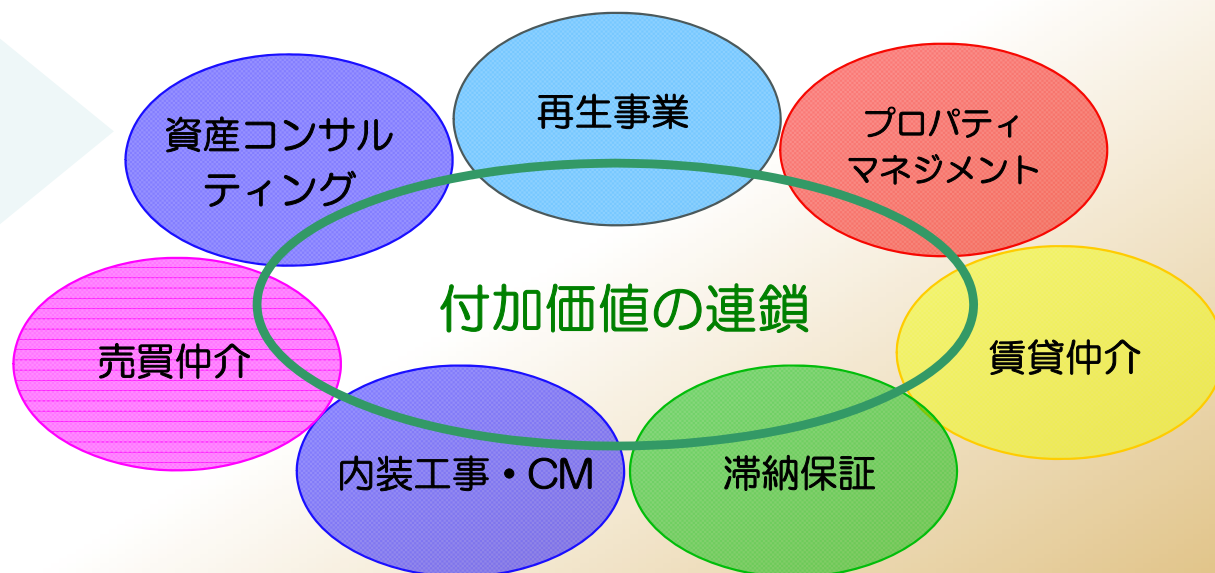 再生事業
資産コンサル
ティング
プロパティ
マネジメント
付加価値の連鎖
売買仲介
賃貸仲介
内装工事・CM
滞納保証